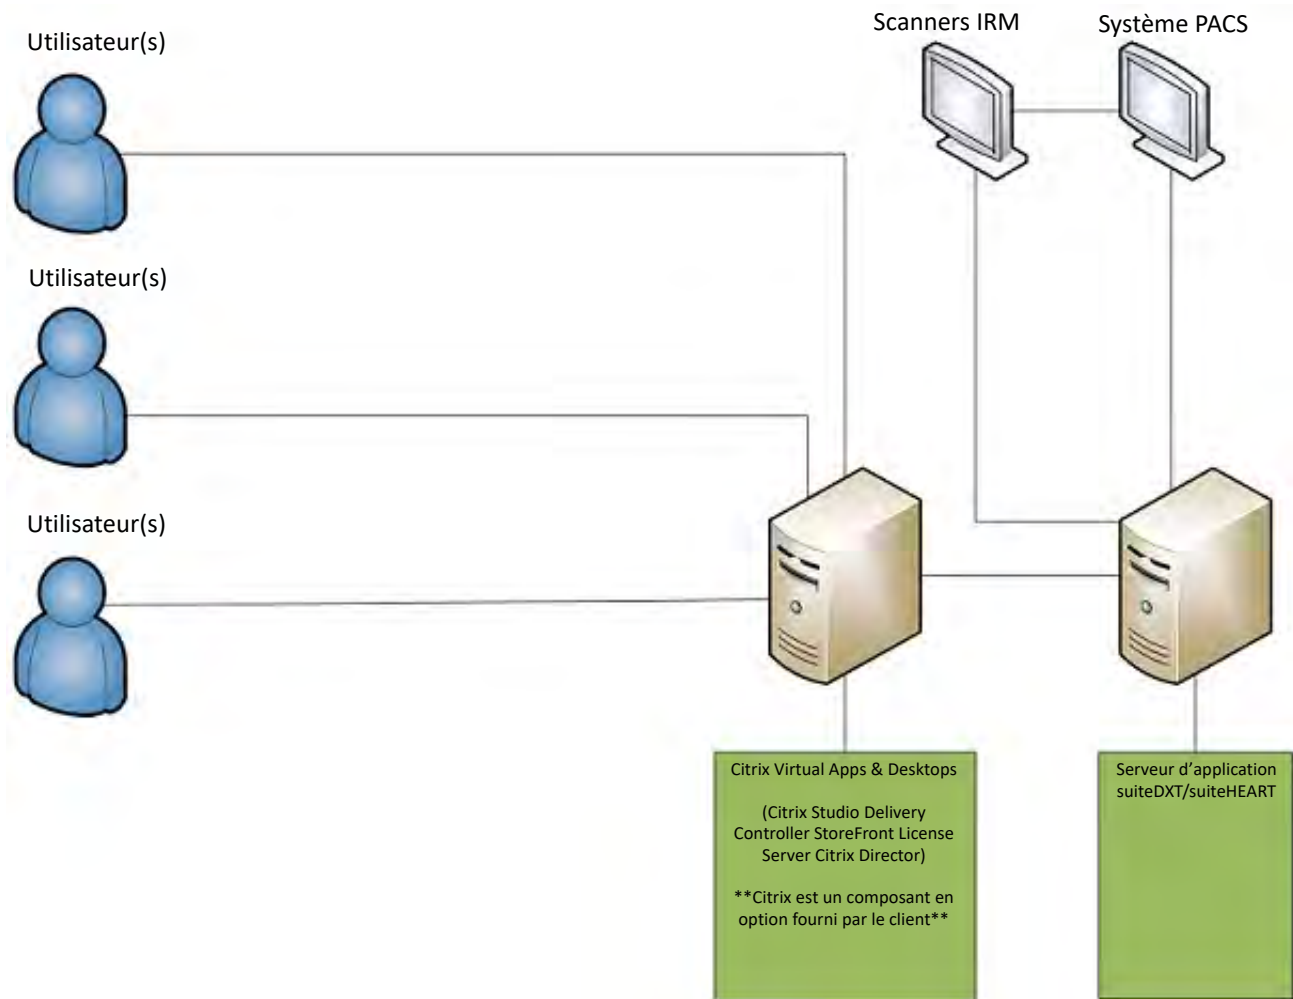 Scanners IRM
Système PACS
Utilisateur(s)
Utilisateur(s)
Utilisateur(s)
Citrix Virtual Apps & Desktops
(Citrix Studio Delivery
Controller StoreFront License
Server Citrix Director)
**Citrix est un composant en
option fourni par le client**
Serveur d’application
suiteDXT/suiteHEART